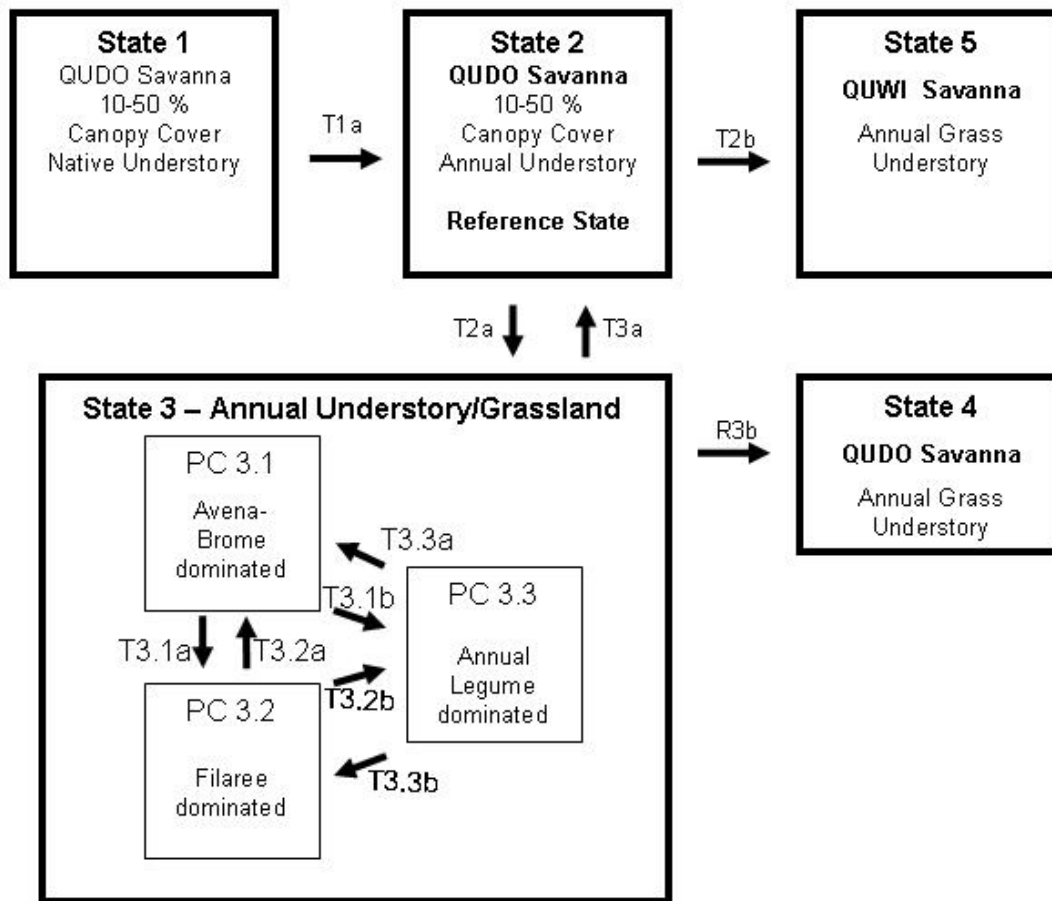 State 1
QUDO Savanna
10-50 %
Canopy Cover
Native Understory
T1a
State 2
QUDO Savanna
10-50 %
Canopy Cover
Annual Understory
Reference State
T2b
State 5
QUWI Savanna
Annual Grass
Understory
T2a
T3a
State 3 – Annual Understory/Grassland
PC 3.1
Avena-
Brome
dominated
T3.3a
T3.1b
PC 3.3
Annual
Legume
dominated
T3.1a
T3.2a
T3.2b
PC 3.2
Filaree
dominated
T3.3b
R3b
State 4
QUDO Savanna
Annual Grass
Understory